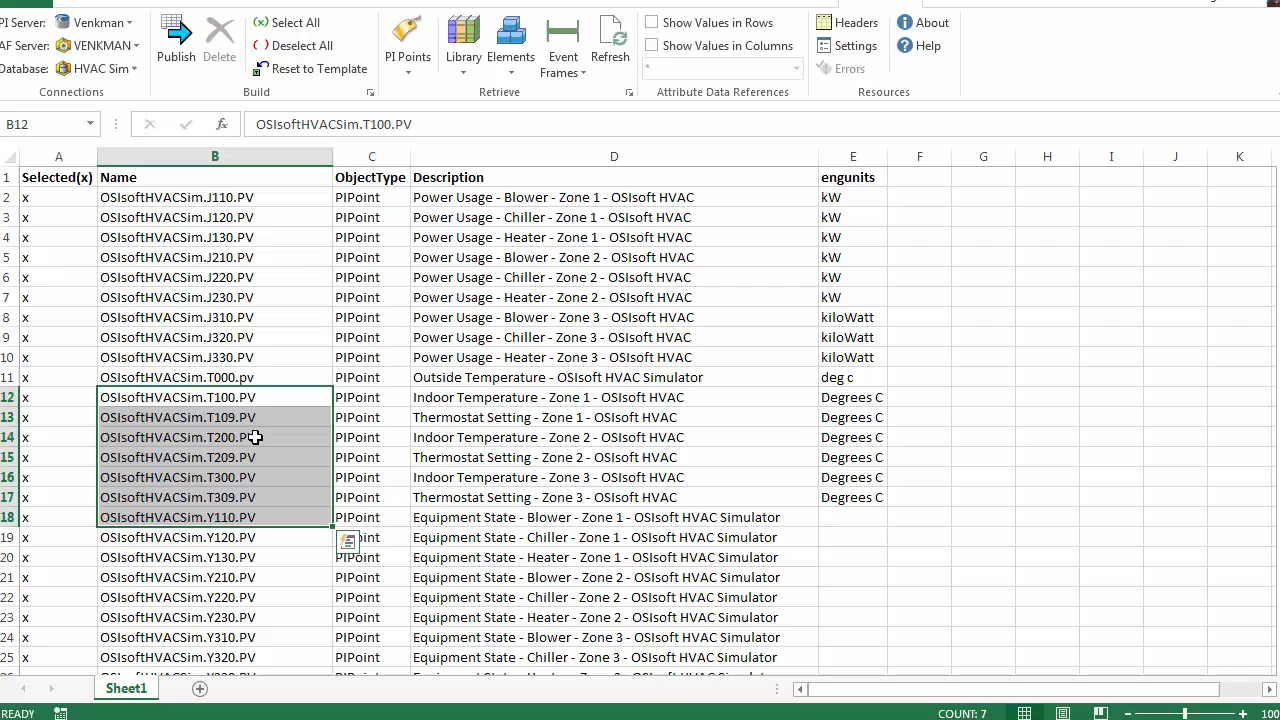 PI Server: Venkman
AF Server: VENKMAN
Database: HVAC Sim
Connections
Publish
Delete
(x) Select All
( ) Deselect All
Reset to Template
Build
PI Points
Library
Elements
Event Frames
Refresh
Retrieve
Show Values in Rows
Show Values in Columns
*
Attribute Data References
Headers
Settings
Errors
About
Help
Resources
B12
fx
OSIsoftHVACSim.T100.PV
A B C D E F G H I J K
1 Selected(x) Name ObjectType Description engunits
2 x OSIsoftHVACSim.J110.PV PIPoint Power Usage - Blower - Zone 1 - OSIsoft HVAC kW
3 x OSIsoftHVACSim.J120.PV PIPoint Power Usage - Chiller - Zone 1 - OSIsoft HVAC kW
4 x OSIsoftHVACSim.J130.PV PIPoint Power Usage - Heater - Zone 1 - OSIsoft HVAC kW
5 x OSIsoftHVACSim.J210.PV PIPoint Power Usage - Blower - Zone 2 - OSIsoft HVAC kW
6 x OSIsoftHVACSim.J220.PV PIPoint Power Usage - Chiller - Zone 2 - OSIsoft HVAC kW
7 x OSIsoftHVACSim.J230.PV PIPoint Power Usage - Heater - Zone 2 - OSIsoft HVAC kW
8 x OSIsoftHVACSim.J310.PV PIPoint Power Usage - Blower - Zone 3 - OSIsoft HVAC kiloWatt
9 x OSIsoftHVACSim.J320.PV PIPoint Power Usage - Chiller - Zone 3 - OSIsoft HVAC kiloWatt
10 x OSIsoftHVACSim.J330.PV PIPoint Power Usage - Heater - Zone 3 - OSIsoft HVAC kiloWatt
11 x OSIsoftHVACSim.T000.pv PIPoint Outside Temperature - OSIsoft HVAC Simulator deg c
12 x OSIsoftHVACSim.T100.PV PIPoint Indoor Temperature - Zone 1 - OSIsoft HVAC Degrees C
13 x OSIsoftHVACSim.T109.PV PIPoint Thermostat Setting - Zone 1 - OSIsoft HVAC Degrees C
14 x OSIsoftHVACSim.T200.PV PIPoint Indoor Temperature - Zone 2 - OSIsoft HVAC Degrees C
15 x OSIsoftHVACSim.T209.PV PIPoint Thermostat Setting - Zone 2 - OSIsoft HVAC Degrees C
16 x OSIsoftHVACSim.T300.PV PIPoint Indoor Temperature - Zone 3 - OSIsoft HVAC Degrees C
17 x OSIsoftHVACSim.T309.PV PIPoint Thermostat Setting - Zone 3 - OSIsoft HVAC Degrees C
18 x OSIsoftHVACSim.Y110.PV PIPoint Equipment State - Blower - Zone 1 - OSIsoft HVAC Simulator
19 x OSIsoftHVACSim.Y120.PV Equipment State - Chiller - Zone 1 - OSIsoft HVAC Simulator
20 x OSIsoftHVACSim.Y130.PV PIPoint Equipment State - Heater - Zone 1 - OSIsoft HVAC Simulator
21 x OSIsoftHVACSim.Y210.PV PIPoint Equipment State - Blower - Zone 2 - OSIsoft HVAC Simulator
22 x OSIsoftHVACSim.Y220.PV PIPoint Equipment State - Chiller - Zone 2 - OSIsoft HVAC Simulator
23 x OSIsoftHVACSim.Y230.PV PIPoint Equipment State - Heater - Zone 2 - OSIsoft HVAC Simulator
24 x OSIsoftHVACSim.Y310.PV PIPoint Equipment State - Blower - Zone 3 - OSIsoft HVAC Simulator
25 x OSIsoftHVACSim.Y320.PV PIPoint Equipment State - Chiller - Zone 3 - OSIsoft HVAC Simulator
Sheet1
READY COUNT: 7 100